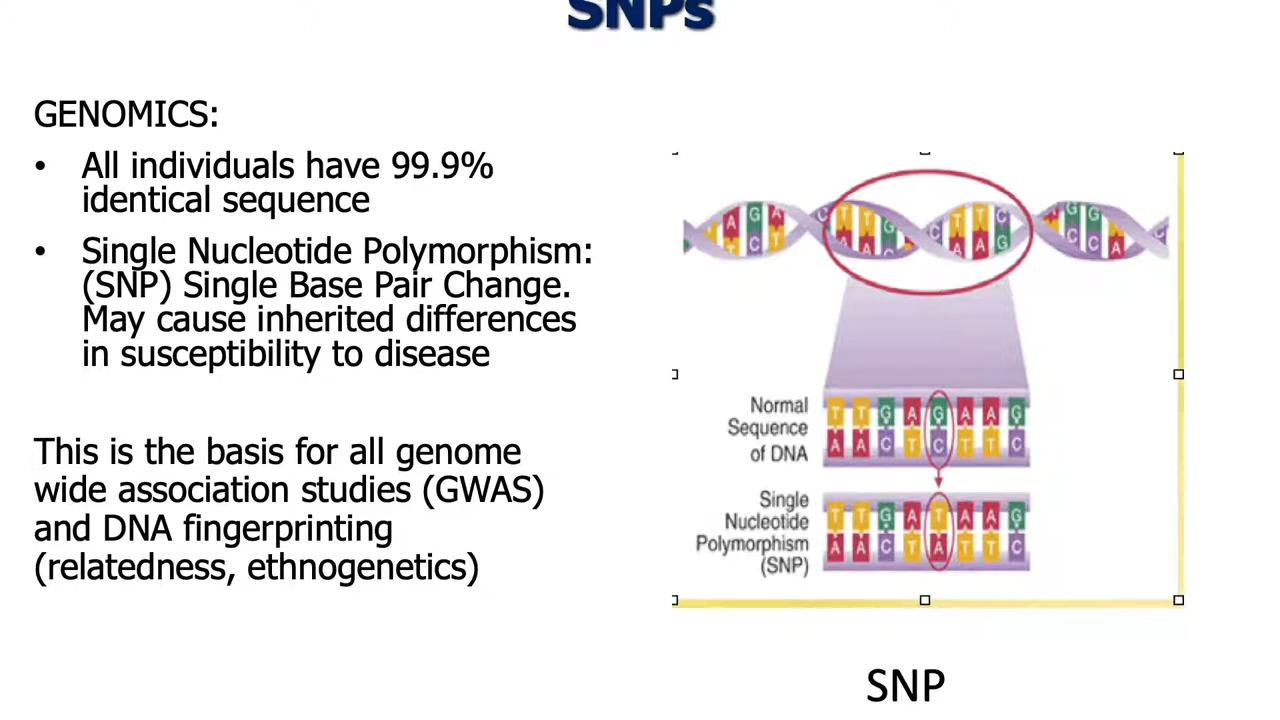 SNPs
GENOMICS:
• All individuals have 99.9%
identical sequence
• Single Nucleotide Polymorphism:
(SNP) Single Base Pair Change.
May cause inherited differences
in susceptibility to disease
This is the basis for all genome
wide association studies (GWAS)
and DNA fingerprinting
(relatedness, ethnogenetics)
A G A C T T G C T T C G G
T C T A A C A A G C C A C
Normal
Sequence
of DNA
T T G A G A A G
A A C T C T T C
Single
Nucleotide
Polymorphism
(SNP)
T T G A T A A G
A A C T A T T C
SNP